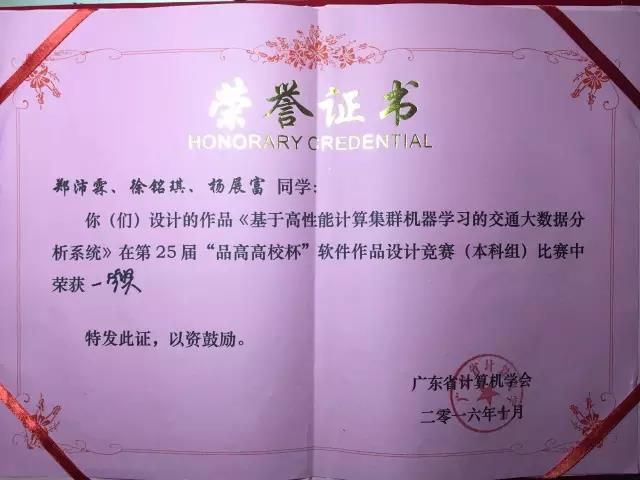 荣誉证书
HONORARY CREDENTIAL
郑沛霖、徐铭琪、杨展富 同学:
你（们）设计的作品《基于高性能计算集群机器学习的交通大数据分
析系统》在第25届“品高高校杯”软件作品设计竞赛（本科组）比赛中
荣获 一等奖
特发此证，以资鼓励。
广东省计算机学会
二零一六年十月